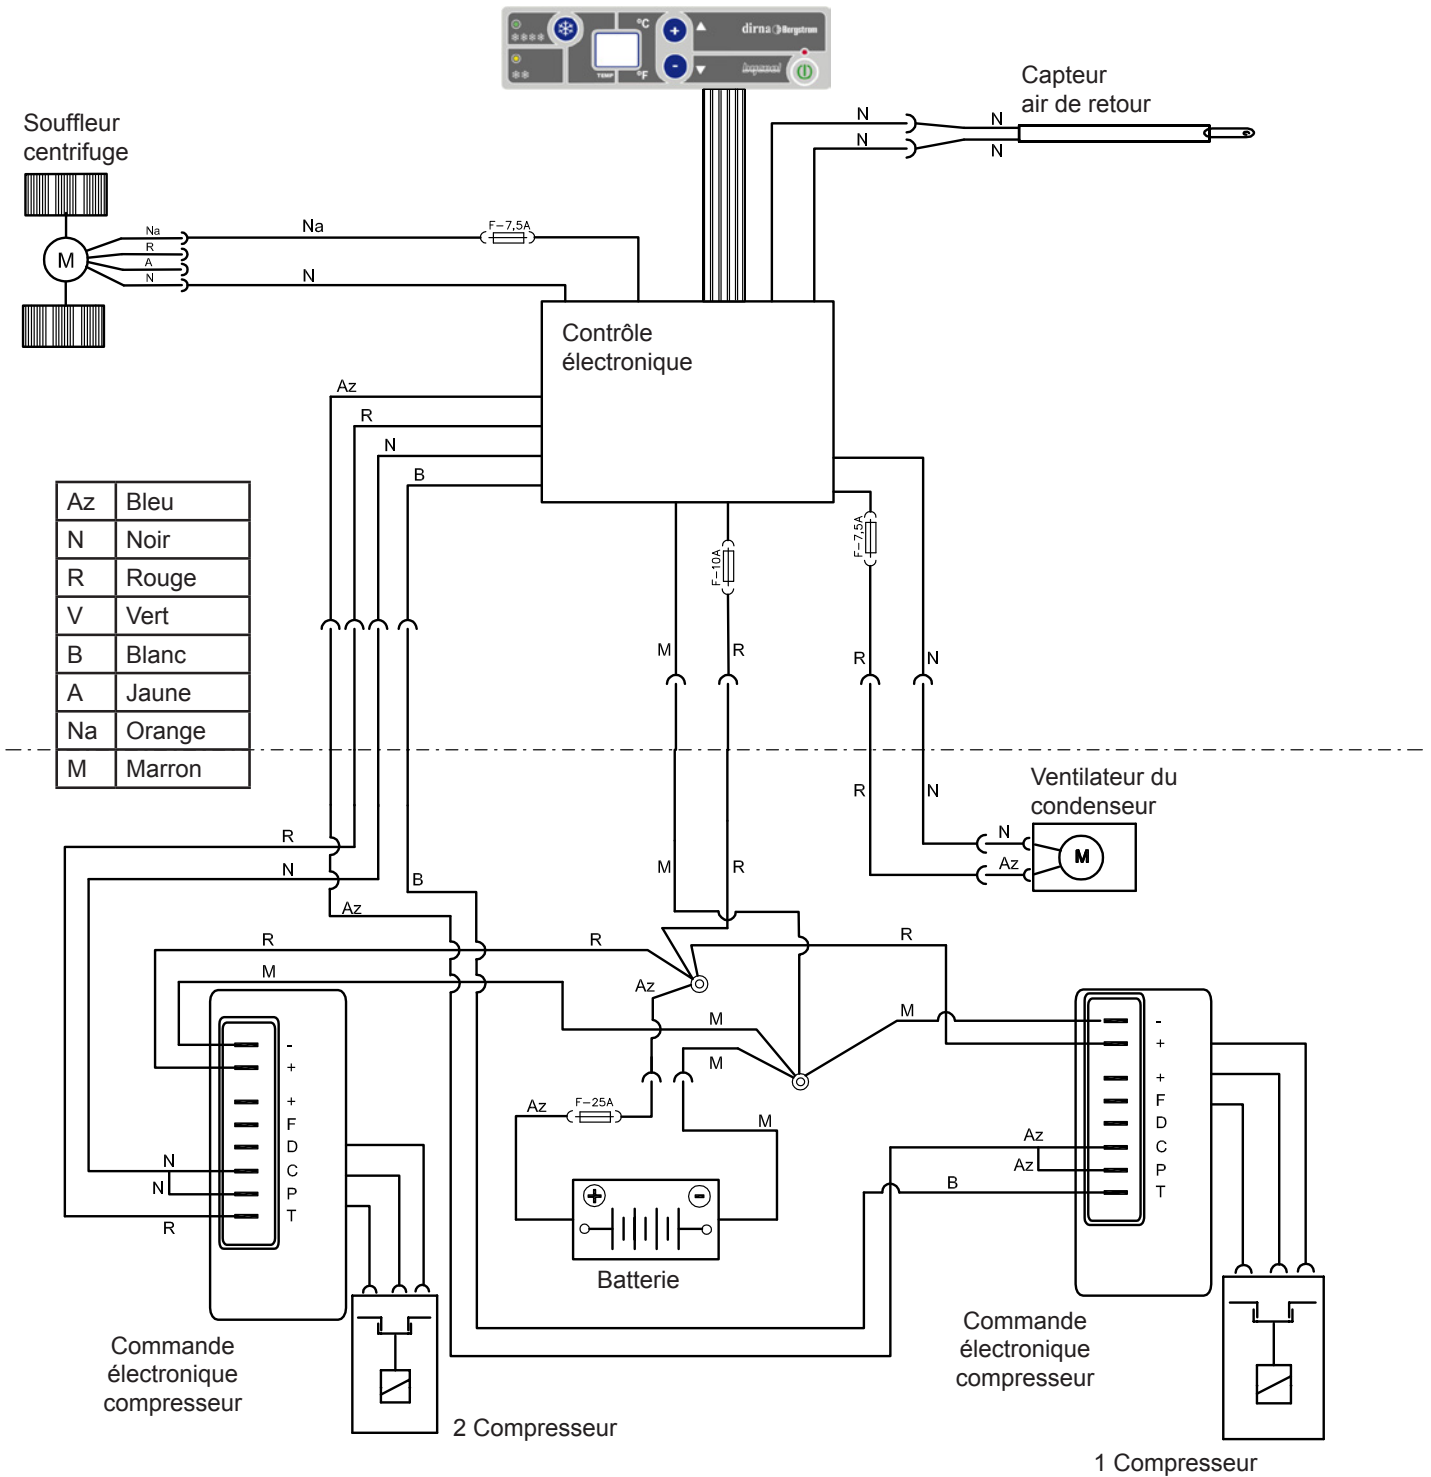 °C
dirna Bergstrom
TEMP
°F
Capteur
air de retour
N
N
N
N
Souffleur
centrifuge
Na
R
A
N
M
Na
F-7,5A
N
Contrôle
électronique
Az
R
N
B
Az Bleu
N Noir
R Rouge
V Vert
B Blanc
A Jaune
Na Orange
M Marron
F-10A
F-7,5A
M
R
R
N
R
N
Ventilateur du
condenseur
N
Az
M
R
N
B
Az
M
R
R
R
R
M
Az
M
M
M
-
+
+
F
D
C
P
T
N
N
R
Az
F-25A
M
+
-
Batterie
-
+
+
F
D
C
P
T
Az
Az
B
Commande
électronique
compresseur
2 Compresseur
Commande
électronique
compresseur
1 Compresseur